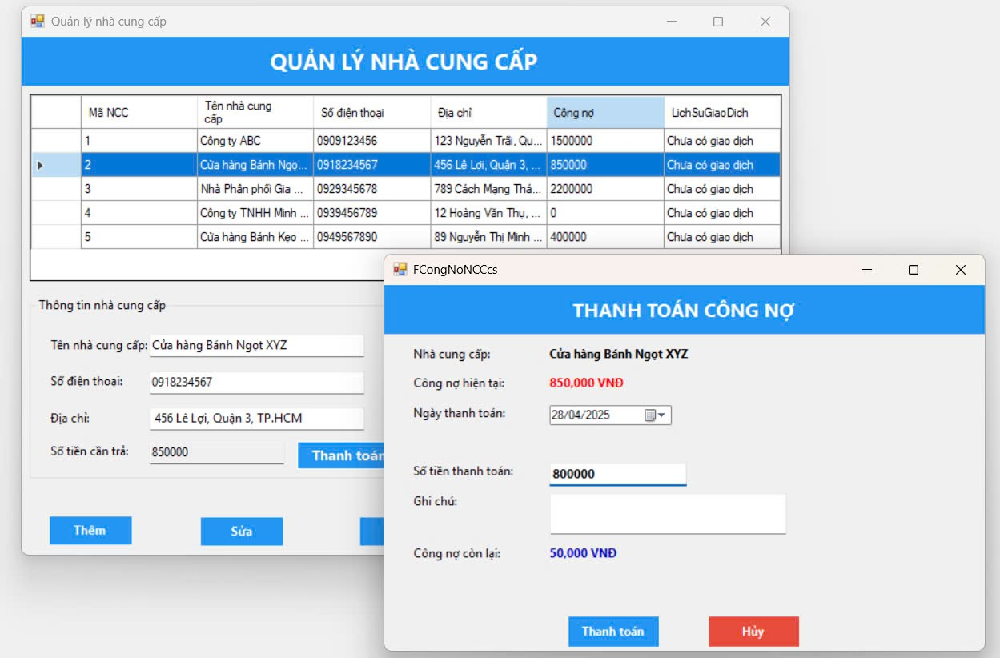 Quản lý nhà cung cấp
QUẢN LÝ NHÀ CUNG CẤP
Mã NCC Tên nhà cung cấp Số điện thoại Địa chỉ Công nợ LichSuGiaoDich
1 Công ty ABC 0909123456 123 Nguyễn Trãi, Qu... 1500000 Chưa có giao dịch
2 Cửa hàng Bánh Ngọ... 0918234567 456 Lê Lợi, Quận 3, ... 850000 Chưa có giao dịch
3 Nhà Phân phối Gia ... 0929345678 789 Cách Mạng Thá... 2200000 Chưa có giao dịch
4 Công ty TNHH Minh ... 0939456789 12 Hoàng Văn Thụ, ... 0 Chưa có giao dịch
5 Cửa hàng Bánh Kẹo ... 0949567890 89 Nguyễn Thị Minh ... 400000 Chưa có giao dịch
Thông tin nhà cung cấp
Tên nhà cung cấp: Cửa hàng Bánh Ngọt XYZ
Số điện thoại: 0918234567
Địa chỉ: 456 Lê Lợi, Quận 3, TP.HCM
Số tiền cần trả: 850000 Thanh toán
Thêm Sửa
FCongNoNCCcs
THANH TOÁN CÔNG NỢ
Nhà cung cấp: Cửa hàng Bánh Ngọt XYZ
Công nợ hiện tại: 850,000 VNĐ
Ngày thanh toán: 28/04/2025
Số tiền thanh toán: 800000
Ghi chú:
Công nợ còn lại: 50,000 VNĐ
Thanh toán Hủy